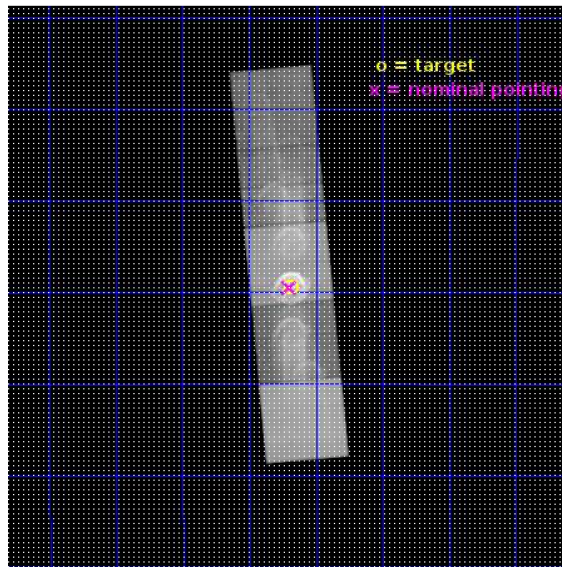 o = target
x = nominal pointing